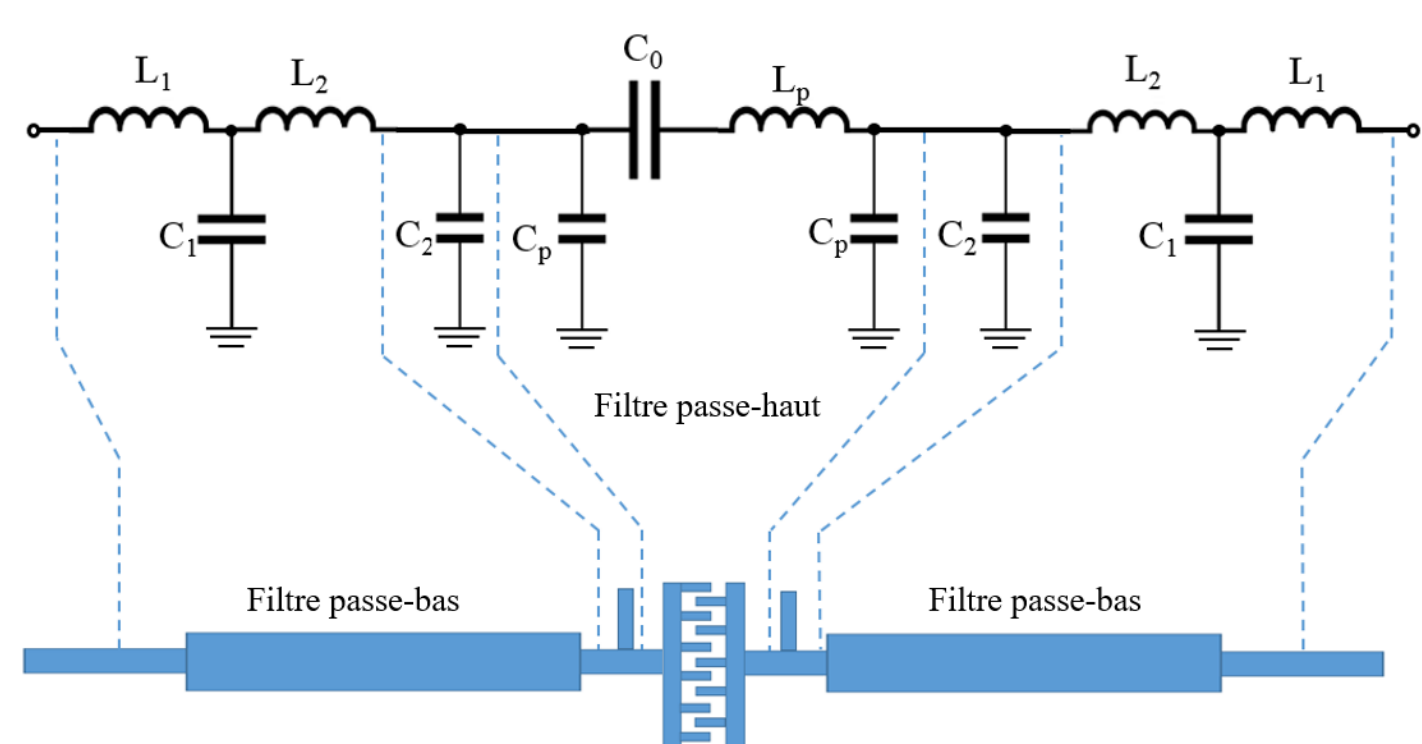 C₀
L₁ L₂ Lₚ L₂ L₁
C₁ C₂ Cₚ Cₚ C₂ C₁
Filtre passe-haut
Filtre passe-bas Filtre passe-bas